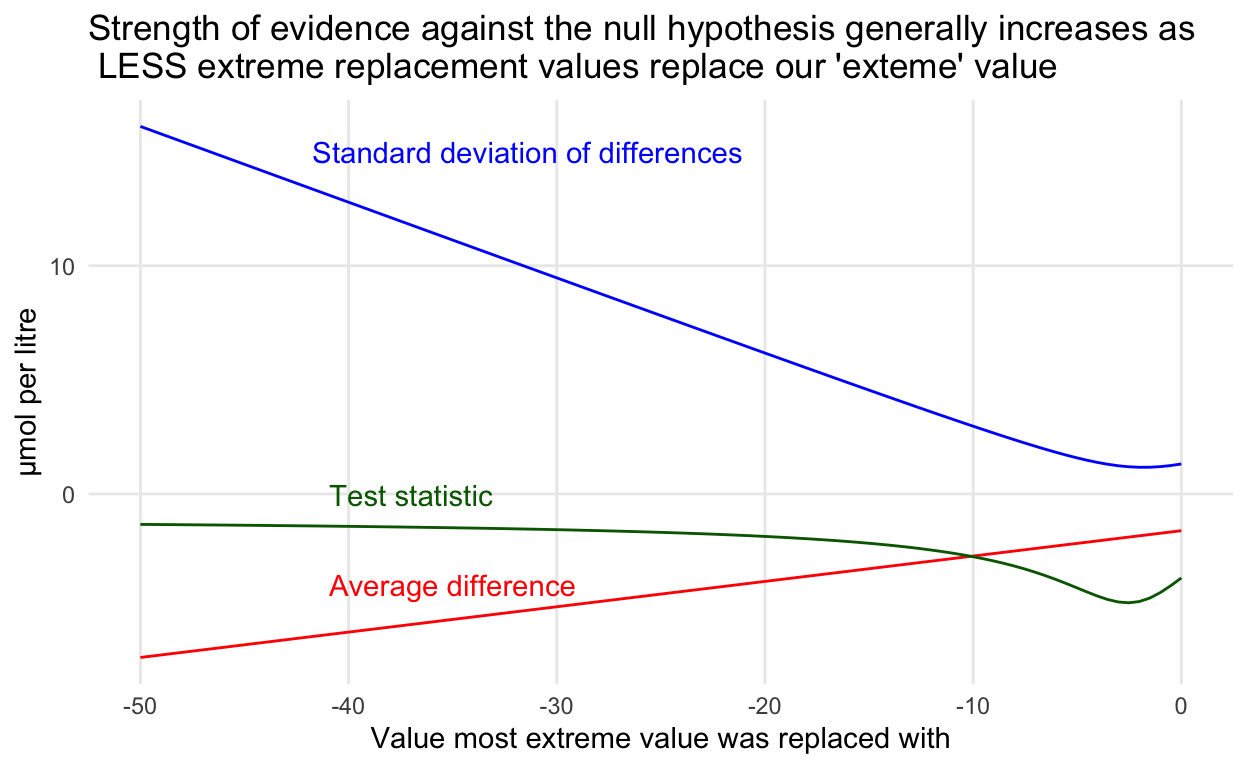 Strength of evidence against the null hypothesis generally increases as
LESS extreme replacement values replace our 'exteme' value
Standard deviation of differences
10
µmol per litre
0
Test statistic
Average difference
-50
-40
-30
-20
-10
0
Value most extreme value was replaced with